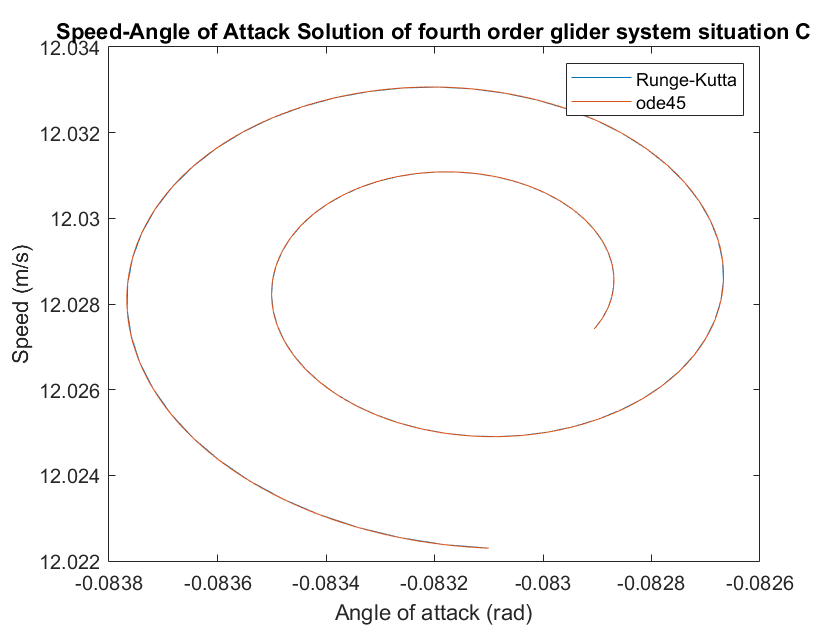 Speed-Angle of Attack Solution of fourth order glider system situation C
Runge-Kutta
ode45
12.034
12.032
12.03
12.028
12.026
12.024
12.022
Speed (m/s)
-0.0838
-0.0836
-0.0834
-0.0832
-0.083
-0.0828
-0.0826
Angle of attack (rad)